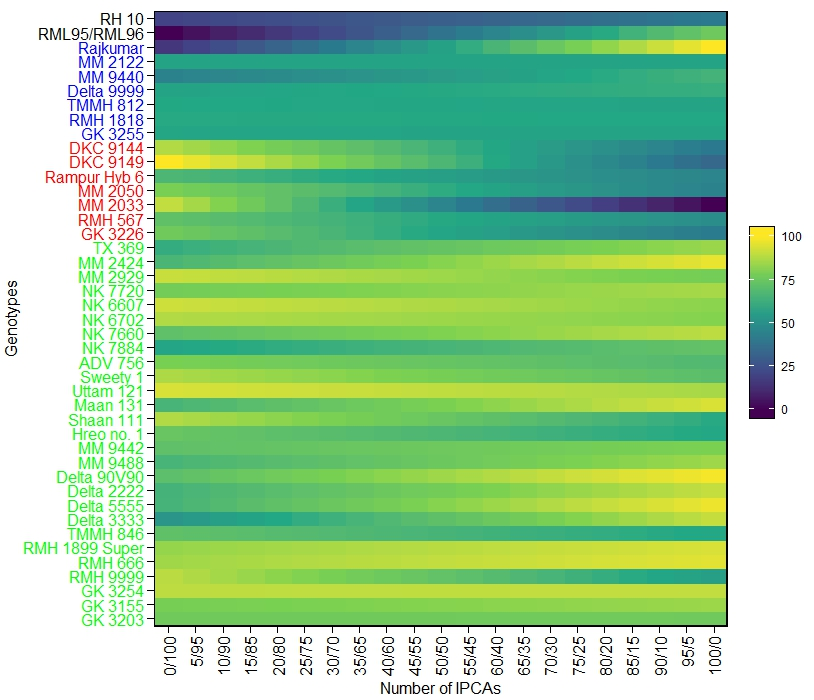 RH 10
RML95/RML96
Rajkumar
MM 2122
MM 9440
Delta 9999
TMMH 812
RMH 1818
GK 3255
DKC 9144
DKC 9149
Rampur Hyb 6
MM 2050
MM 2033
RMH 567
GK 3226
TX 369
MM 2424
MM 2929
NK 7720
NK 6607
NK 6702
NK 7660
NK 7884
ADV 756
Sweety 1
Uttam 121
Maan 131
Shaan 111
Hreo no. 1
MM 9442
MM 9488
Delta 90V90
Delta 2222
Delta 5555
Delta 3333
TMMH 846
RMH 1899 Super
RMH 666
RMH 9999
GK 3254
GK 3155
GK 3203
Genotypes
100
75
50
25
0
0/100 5/95 10/90 15/85 20/80 25/75 30/70 35/65 40/60 45/55 50/50 55/45 60/40 65/35 70/30 75/25 80/20 85/15 90/10 95/5 100/0
Number of IPCAs